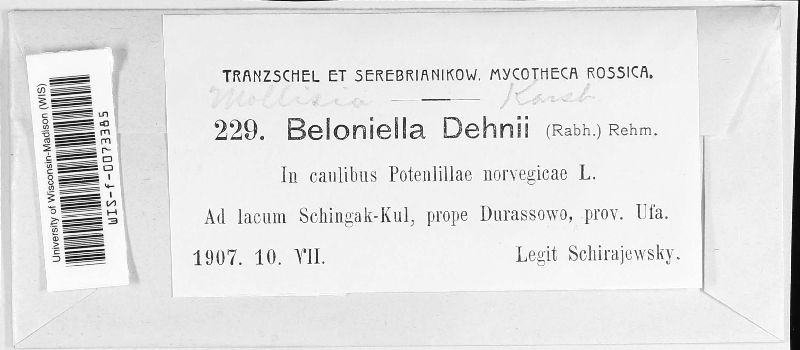 TRANZSCHEL ET SEREBRIANIKOW. MYCOTHECA ROSSICA.
Mollisia Karst
229. Beloniella Dehnii (Rabh.) Rehm.
In caulibus Potenlillae norvegicae L.
Ad lacum Schingak-Kul, prope Durassowo, prov. Ufa.
1907. 10. VII. Legit Schirajewsky.
University of Wisconsin-Madison (WIS)
WIS-f-0073385